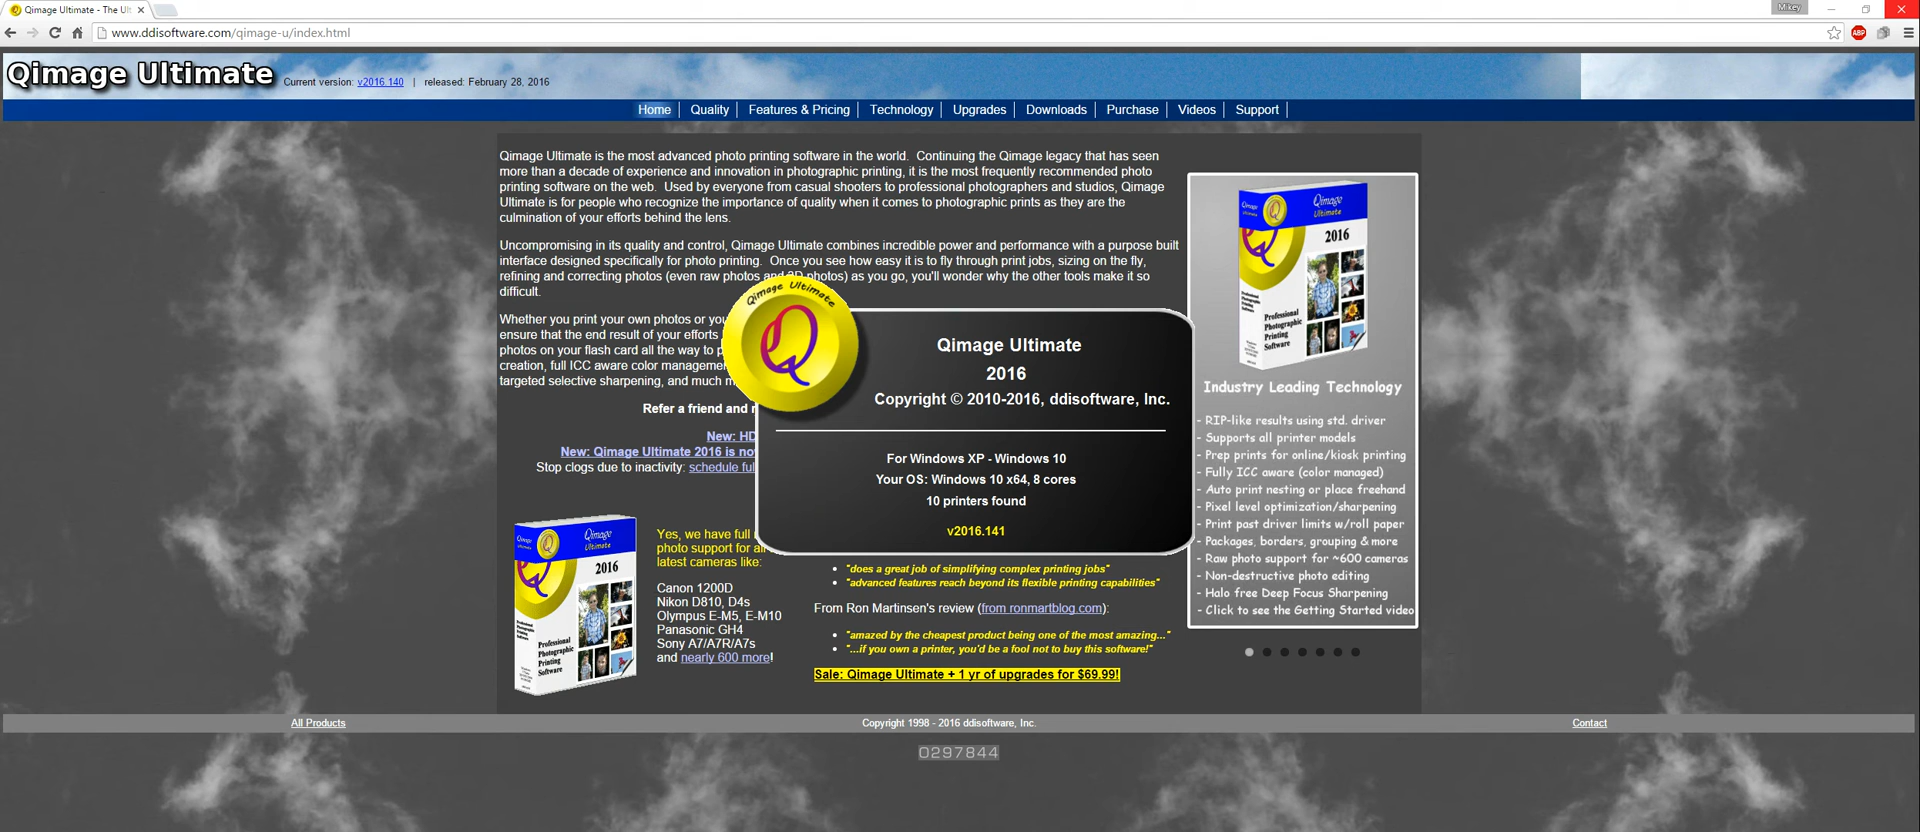 Qimage Ultimate - The Ult
Mikey
www.ddisoftware.com/qimage-u/index.html
ABP
Qimage Ultimate
Current version: v2016.140 | released: February 28, 2016
Home | Quality | Features & Pricing | Technology | Upgrades | Downloads | Purchase | Videos | Support |
Qimage Ultimate is the most advanced photo printing software in the world. Continuing the Qimage legacy that has seen
more than a decade of experience and innovation in photographic printing, it is the most frequently recommended photo
printing software on the web. Used by everyone from casual shooters to professional photographers and studios, Qimage
Ultimate is for people who recognize the importance of quality when it comes to photographic prints as they are the
culmination of your efforts behind the lens.
Uncompromising in its quality and control, Qimage Ultimate combines incredible power and performance with a purpose built
interface designed specifically for photo printing. Once you see how easy it is to fly through print jobs, sizing on the fly,
refining and correcting photos (even raw photos and 3D photos) as you go, you'll wonder why the other tools make it so
difficult.
Whether you print your own photos or you
ensure that the end result of your efforts
photos on your flash card all the way to p
creation, full ICC aware color managemen
targeted selective sharpening, and much m
Refer a friend and r
New: HD
New: Qimage Ultimate 2016 is no
Stop clogs due to inactivity: schedule ful
Qimage Ultimate
Q
Qimage Ultimate
2016
Copyright © 2010-2016, ddisoftware, Inc.
For Windows XP - Windows 10
Your OS: Windows 10 x64, 8 cores
10 printers found
v2016.141
Qimage
Ultimate
2016
Professional
Photographic
Printing
Software
Yes, we have full
photo support for all
latest cameras like:
Canon 1200D
Nikon D810, D4s
Olympus E-M5, E-M10
Panasonic GH4
Sony A7/A7R/A7s
and nearly 600 more!
"does a great job of simplifying complex printing jobs"
"advanced features reach beyond its flexible printing capabilities"
From Ron Martinsen's review (from ronmartblog.com):
"amazed by the cheapest product being one of the most amazing..."
"...if you own a printer, you'd be a fool not to buy this software!"
Sale: Qimage Ultimate + 1 yr of upgrades for $69.99!
Qimage
Ultimate
2016
Professional
Photographic
Printing
Software
Industry Leading Technology
- RIP-like results using std. driver
- Supports all printer models
- Prep prints for online/kiosk printing
- Fully ICC aware (color managed)
- Auto print nesting or place freehand
- Pixel level optimization/sharpening
- Print past driver limits w/roll paper
- Packages, borders, grouping & more
- Raw photo support for ~600 cameras
- Non-destructive photo editing
- Halo free Deep Focus Sharpening
- Click to see the Getting Started video
All Products
Copyright 1998 - 2016 ddisoftware, Inc.
Contact
0297844